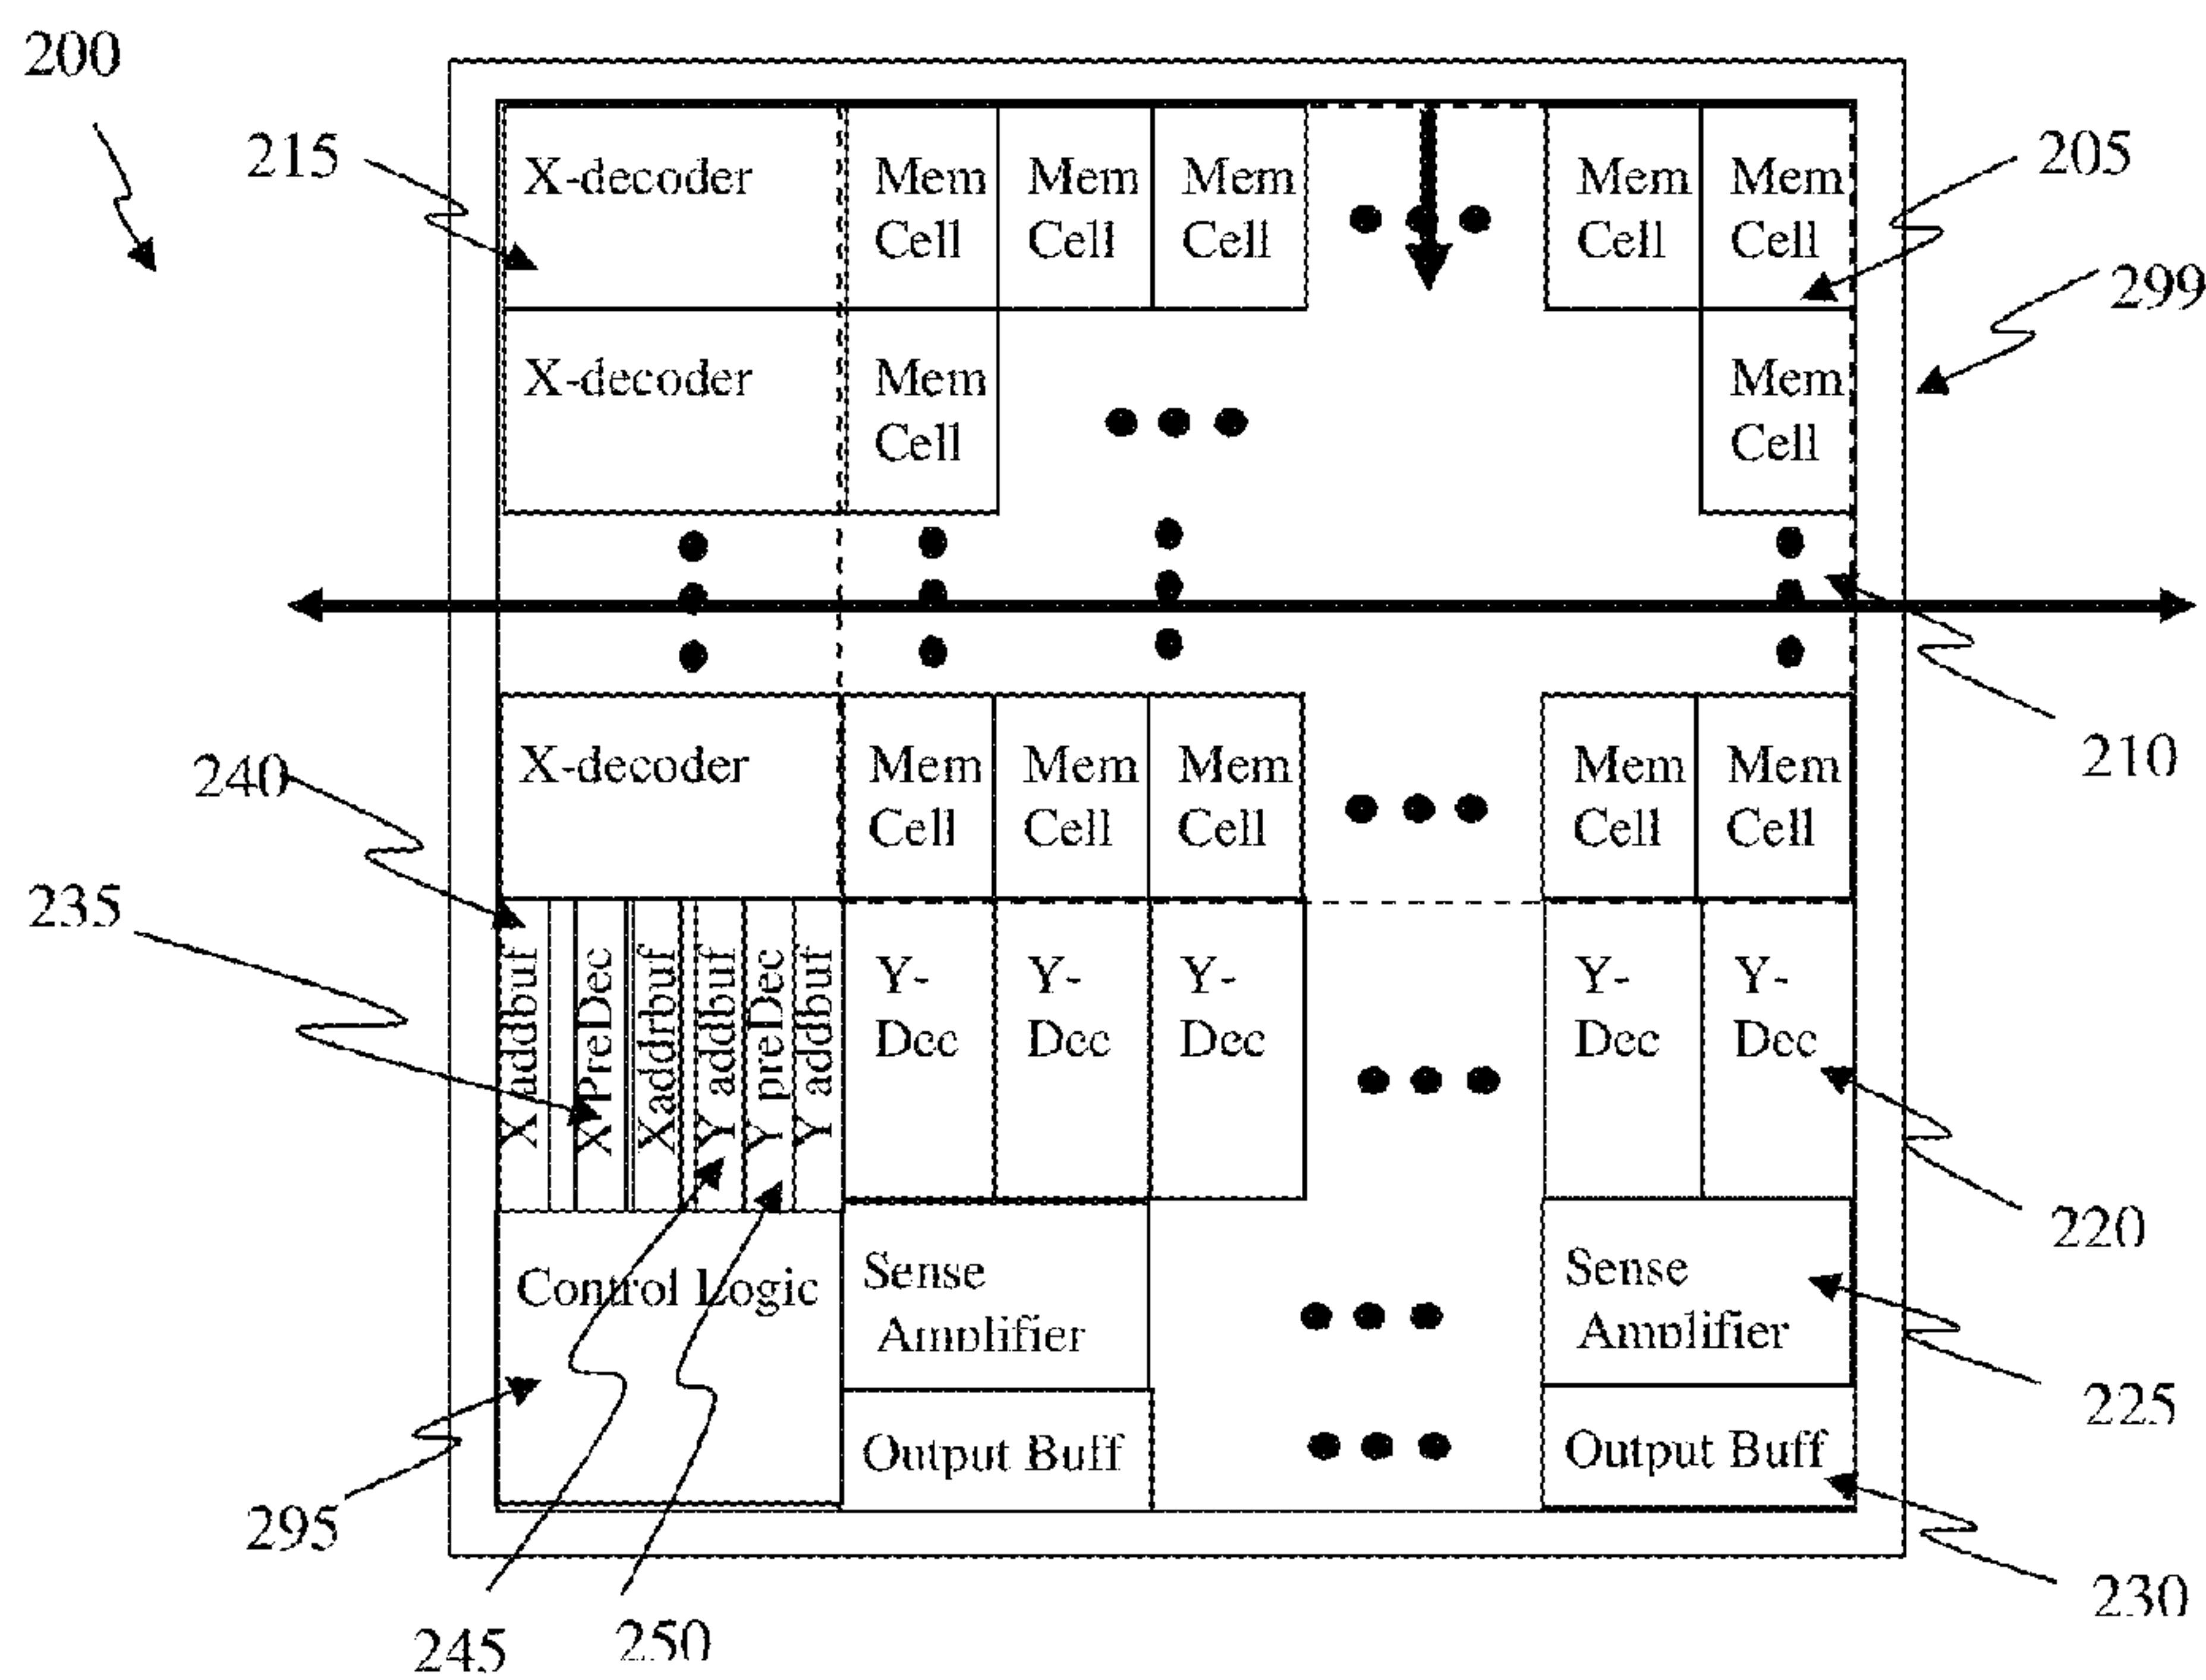 200
215
X-decoder
Mem Cell
Mem Cell
Mem Cell
Mem Cell
Mem Cell
205
299
X-decoder
Mem Cell
Mem Cell
210
X-decoder
Mem Cell
Mem Cell
Mem Cell
Mem Cell
Mem Cell
240
235
X addbuf
X PreDec
Xaddrbuf
Y addbuf
Y preDec
Y addbuf
Y-
Dec
Y-
Dec
Y-
Dec
Y-
Dec
Y-
Dec
220
Control Logic
Sense
Amplifier
Sense
Amplifier
225
Output Buff
Output Buff
295
230
245
250